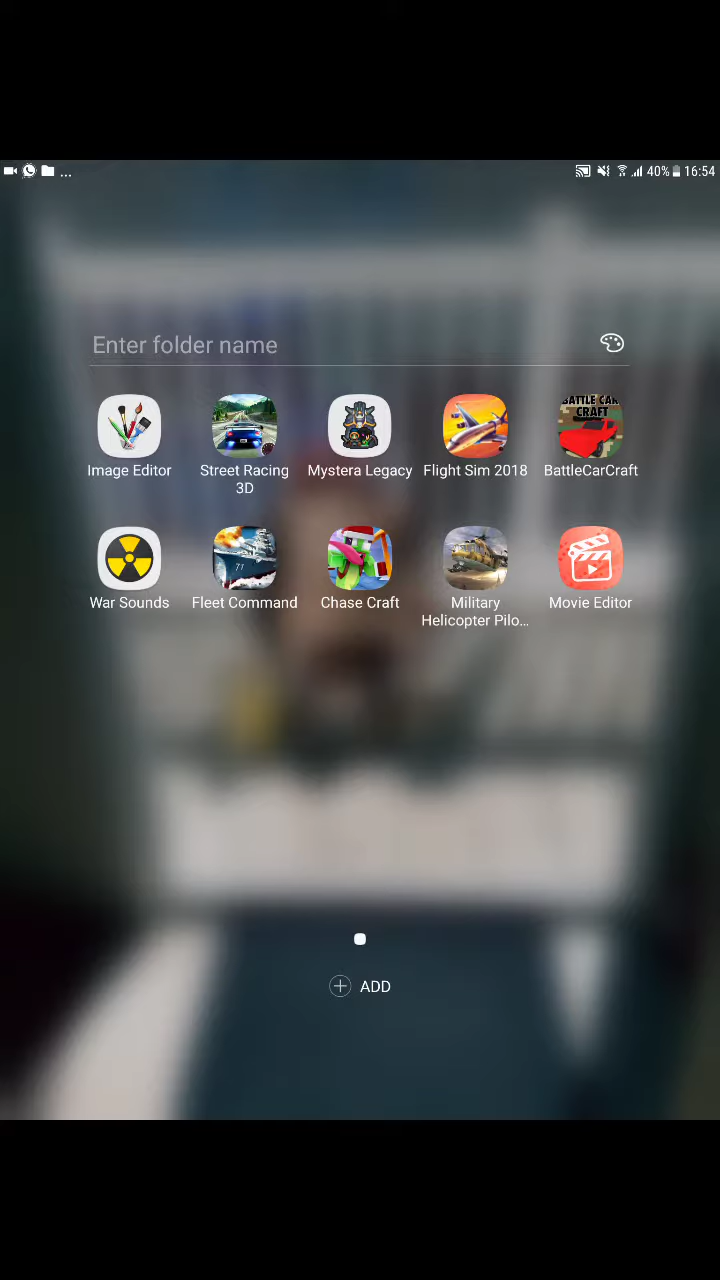 ... 40% 16:54
Enter folder name
BATTLE CAR
CRAFT
Image Editor Street Racing Mystera Legacy Flight Sim 2018 BattleCarCraft
3D
71
War Sounds Fleet Command Chase Craft Military Movie Editor
Helicopter Pilo...
ADD